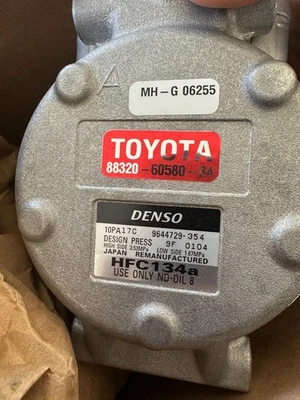 A
MH-G 06255
TOYOTA
88320-60580-
DENSO
10PA17C 9644729-354
DESIGN PRESS 9F 0104
HIGH SIDE 3.53MPa LOW SIDE 1.67MPa
JAPAN REMANUFACTURED
HFC134a
USE ONLY ND-OIL 8